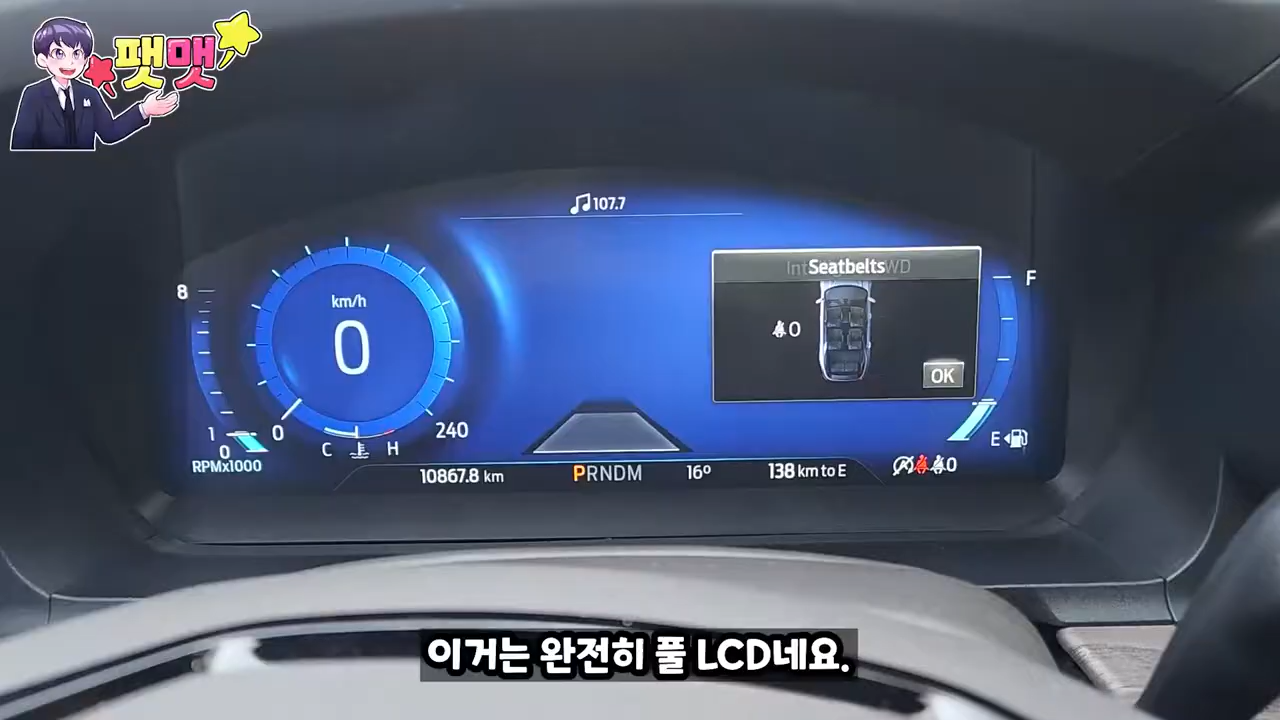 팻맷
107.7
Seatbelts
0
OK
8
1
0
RPMx1000
km/h
0
0
240
C
H
F
E
10867.8 km
PRNDM
16°
138 km to E
0
이거는 완전히 풀 LCD네요.